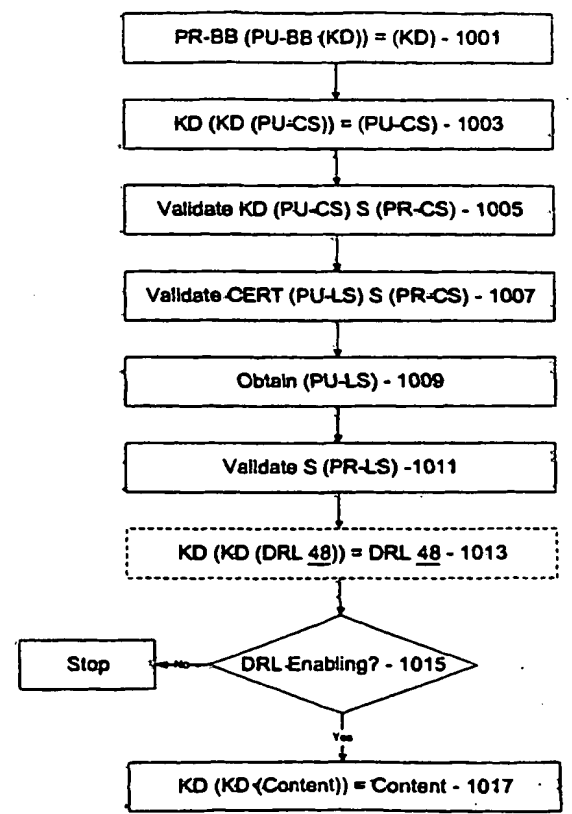 PR-BB (PU-BB (KD)) = (KD) - 1001
KD (KD (PU-CS)) = (PU-CS) - 1003
Validate KD (PU-CS) S (PR-CS) - 1005
Validate CERT (PU-LS) S (PR-CS) - 1007
Obtain (PU-LS) - 1009
Validate S (PR-LS) -1011
KD (KD (DRL 48)) = DRL 48 - 1013
DRL Enabling? - 1015
No
Stop
Yes
KD (KD (Content)) = Content - 1017